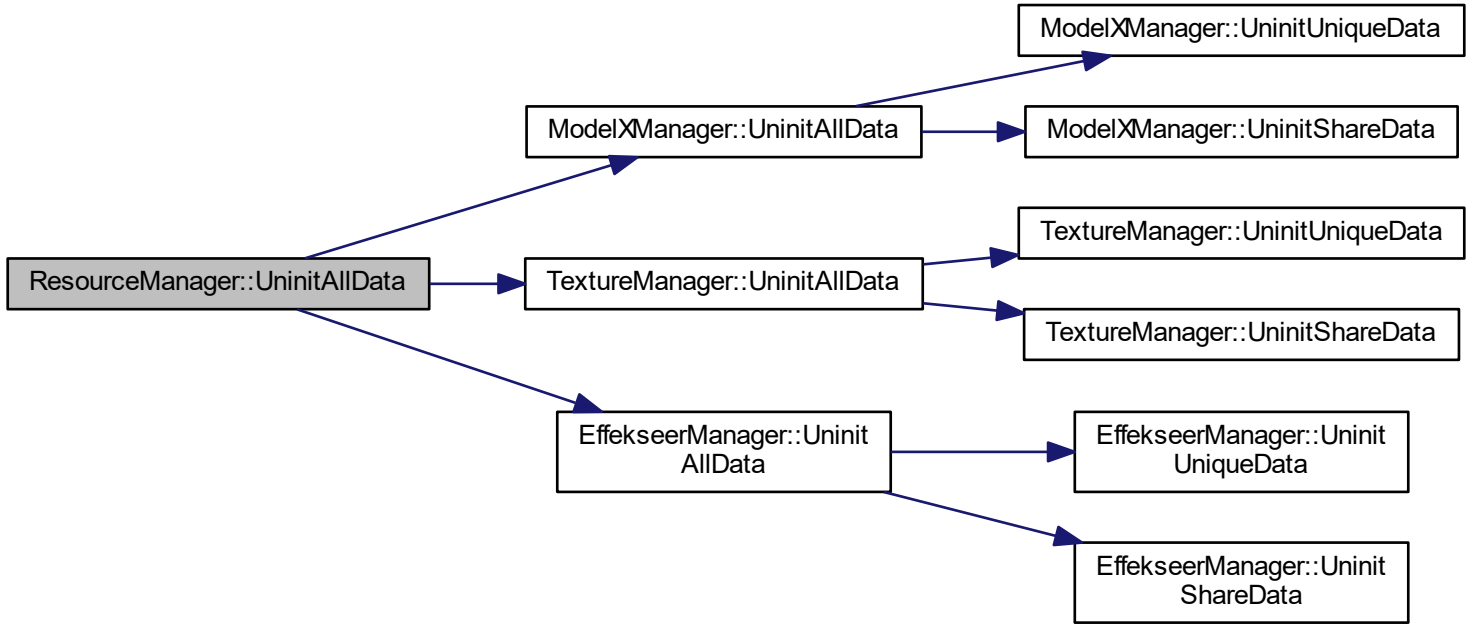 ModelXManager::UninitUniqueData
ModelXManager::UninitAllData
ModelXManager::UninitShareData
TextureManager::UninitUniqueData
ResourceManager::UninitAllData
TextureManager::UninitAllData
TextureManager::UninitShareData
EffekseerManager::Uninit
AllData
EffekseerManager::Uninit
UniqueData
EffekseerManager::Uninit
ShareData